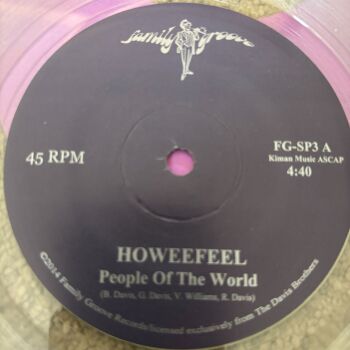 family groove
45 RPM
FG-SP3 A
Kiman Music ASCAP
4:40
HOWEEFEEL
People Of The World
(B. Davis, G. Davis, V. Williams, R. Davis)
©2014 Family Groove Records/licensed exclusively from The Davis Brothers